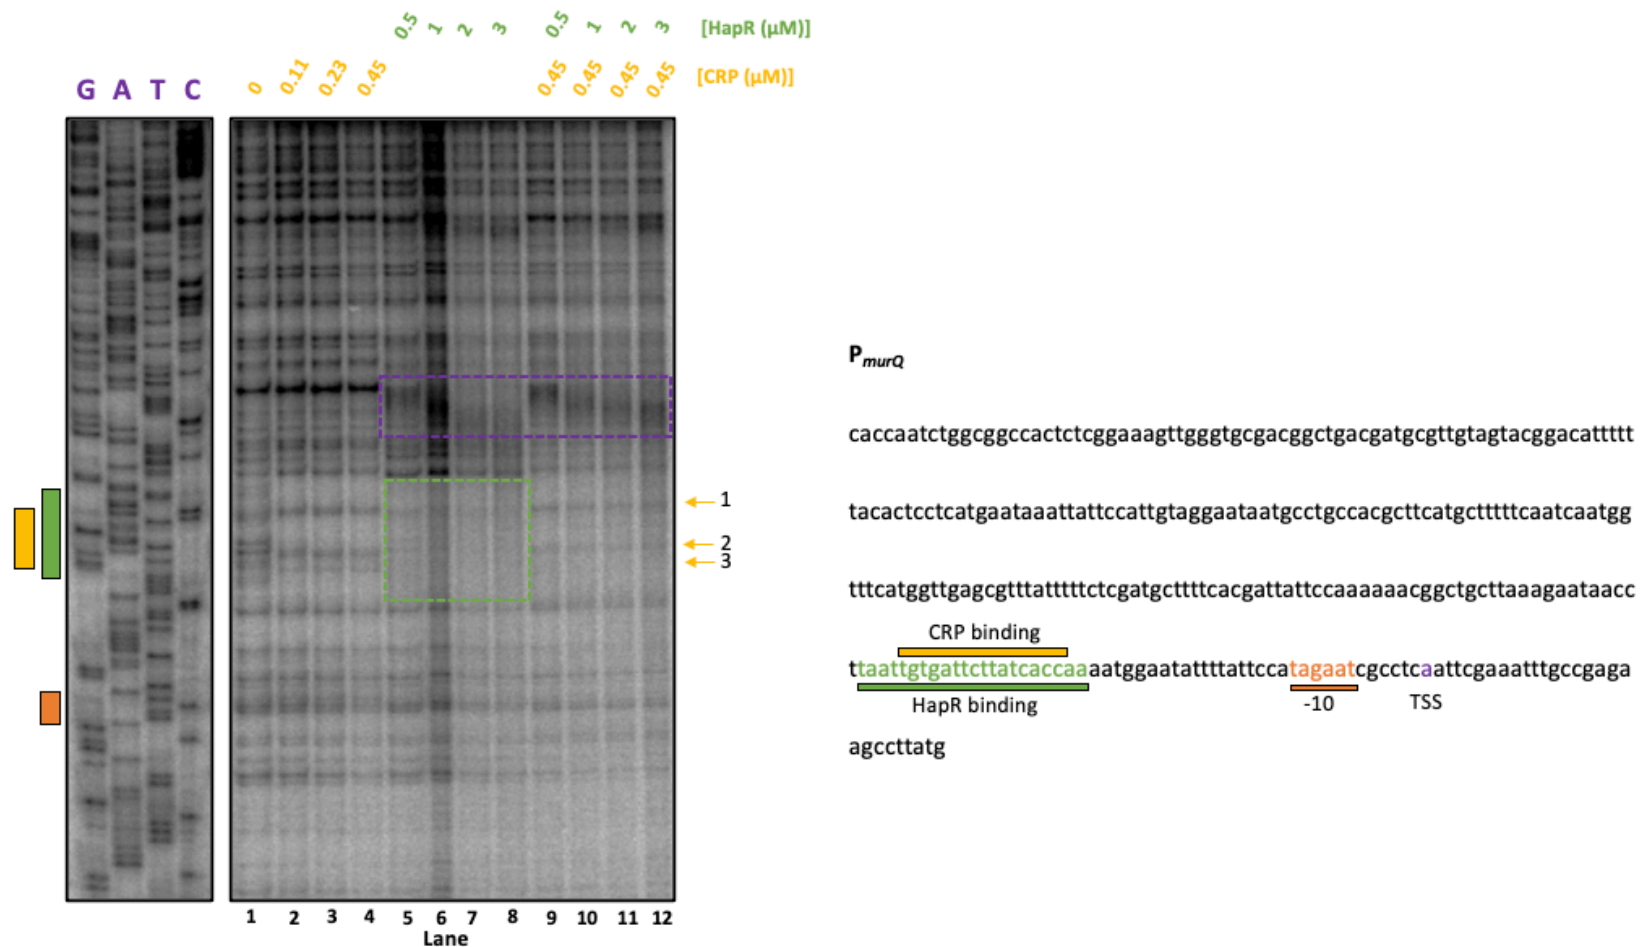 0.5 1 2 3 0.5 1 2 3 [HapR (μM)]
0 0.11 0.23 0.45 0.45 0.45 0.45 0.45 [CRP (μM)]
G A T C
1
2
3
1 2 3 4 5 6 7 8 9 10 11 12
Lane
PmurQ
caccaatctggcggccactctcggaaagttgggtgcgacggctgacgatgcgttgtagtacggacattttt
tacactcctcatgaataaattattccattgtaggaataatgcctgccacgcttcatgctttttcaatcaatgg
tttcatggttgagcgtttatttttctcgatgcttttcacgattattccaaaaaacggctgcttaaagaataacc
CRP binding
ttaattgtgattcttatcaccaaaatggaatattttattccatagaatcgcctcaattcgaaatttgccgaga
HapR binding -10 TSS
agccttatg